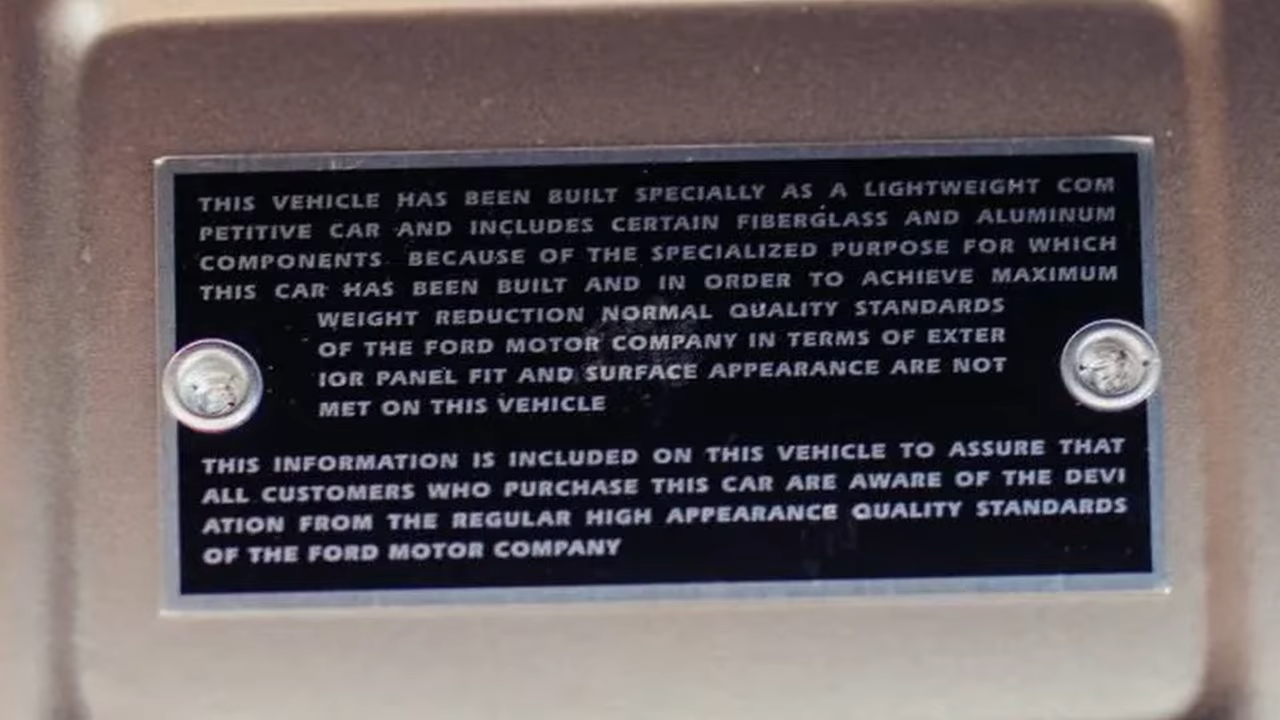 THIS VEHICLE HAS BEEN BUILT SPECIALLY AS A LIGHTWEIGHT COM
PETITIVE CAR AND INCLUDES CERTAIN FIBERGLASS AND ALUMINUM
COMPONENTS BECAUSE OF THE SPECIALIZED PURPOSE FOR WHICH
THIS CAR HAS BEEN BUILT AND IN ORDER TO ACHIEVE MAXIMUM
WEIGHT REDUCTION NORMAL QUALITY STANDARDS
OF THE FORD MOTOR COMPANY IN TERMS OF EXTER
IOR PANEL FIT AND SURFACE APPEARANCE ARE NOT
MET ON THIS VEHICLE
THIS INFORMATION IS INCLUDED ON THIS VEHICLE TO ASSURE THAT
ALL CUSTOMERS WHO PURCHASE THIS CAR ARE AWARE OF THE DEVI
ATION FROM THE REGULAR HIGH APPEARANCE QUALITY STANDARDS
OF THE FORD MOTOR COMPANY